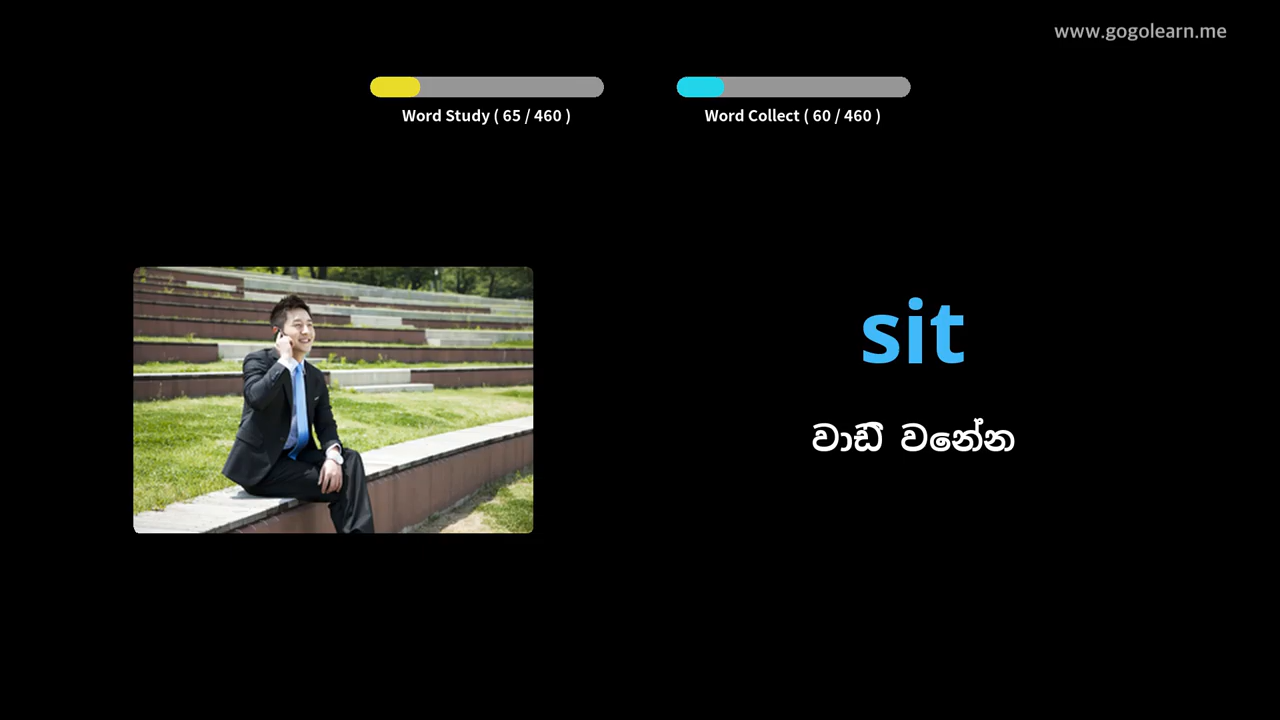 www.gogolearn.me
Word Study ( 65 / 460 )
Word Collect ( 60 / 460 )
sit
වාඩි වනේන